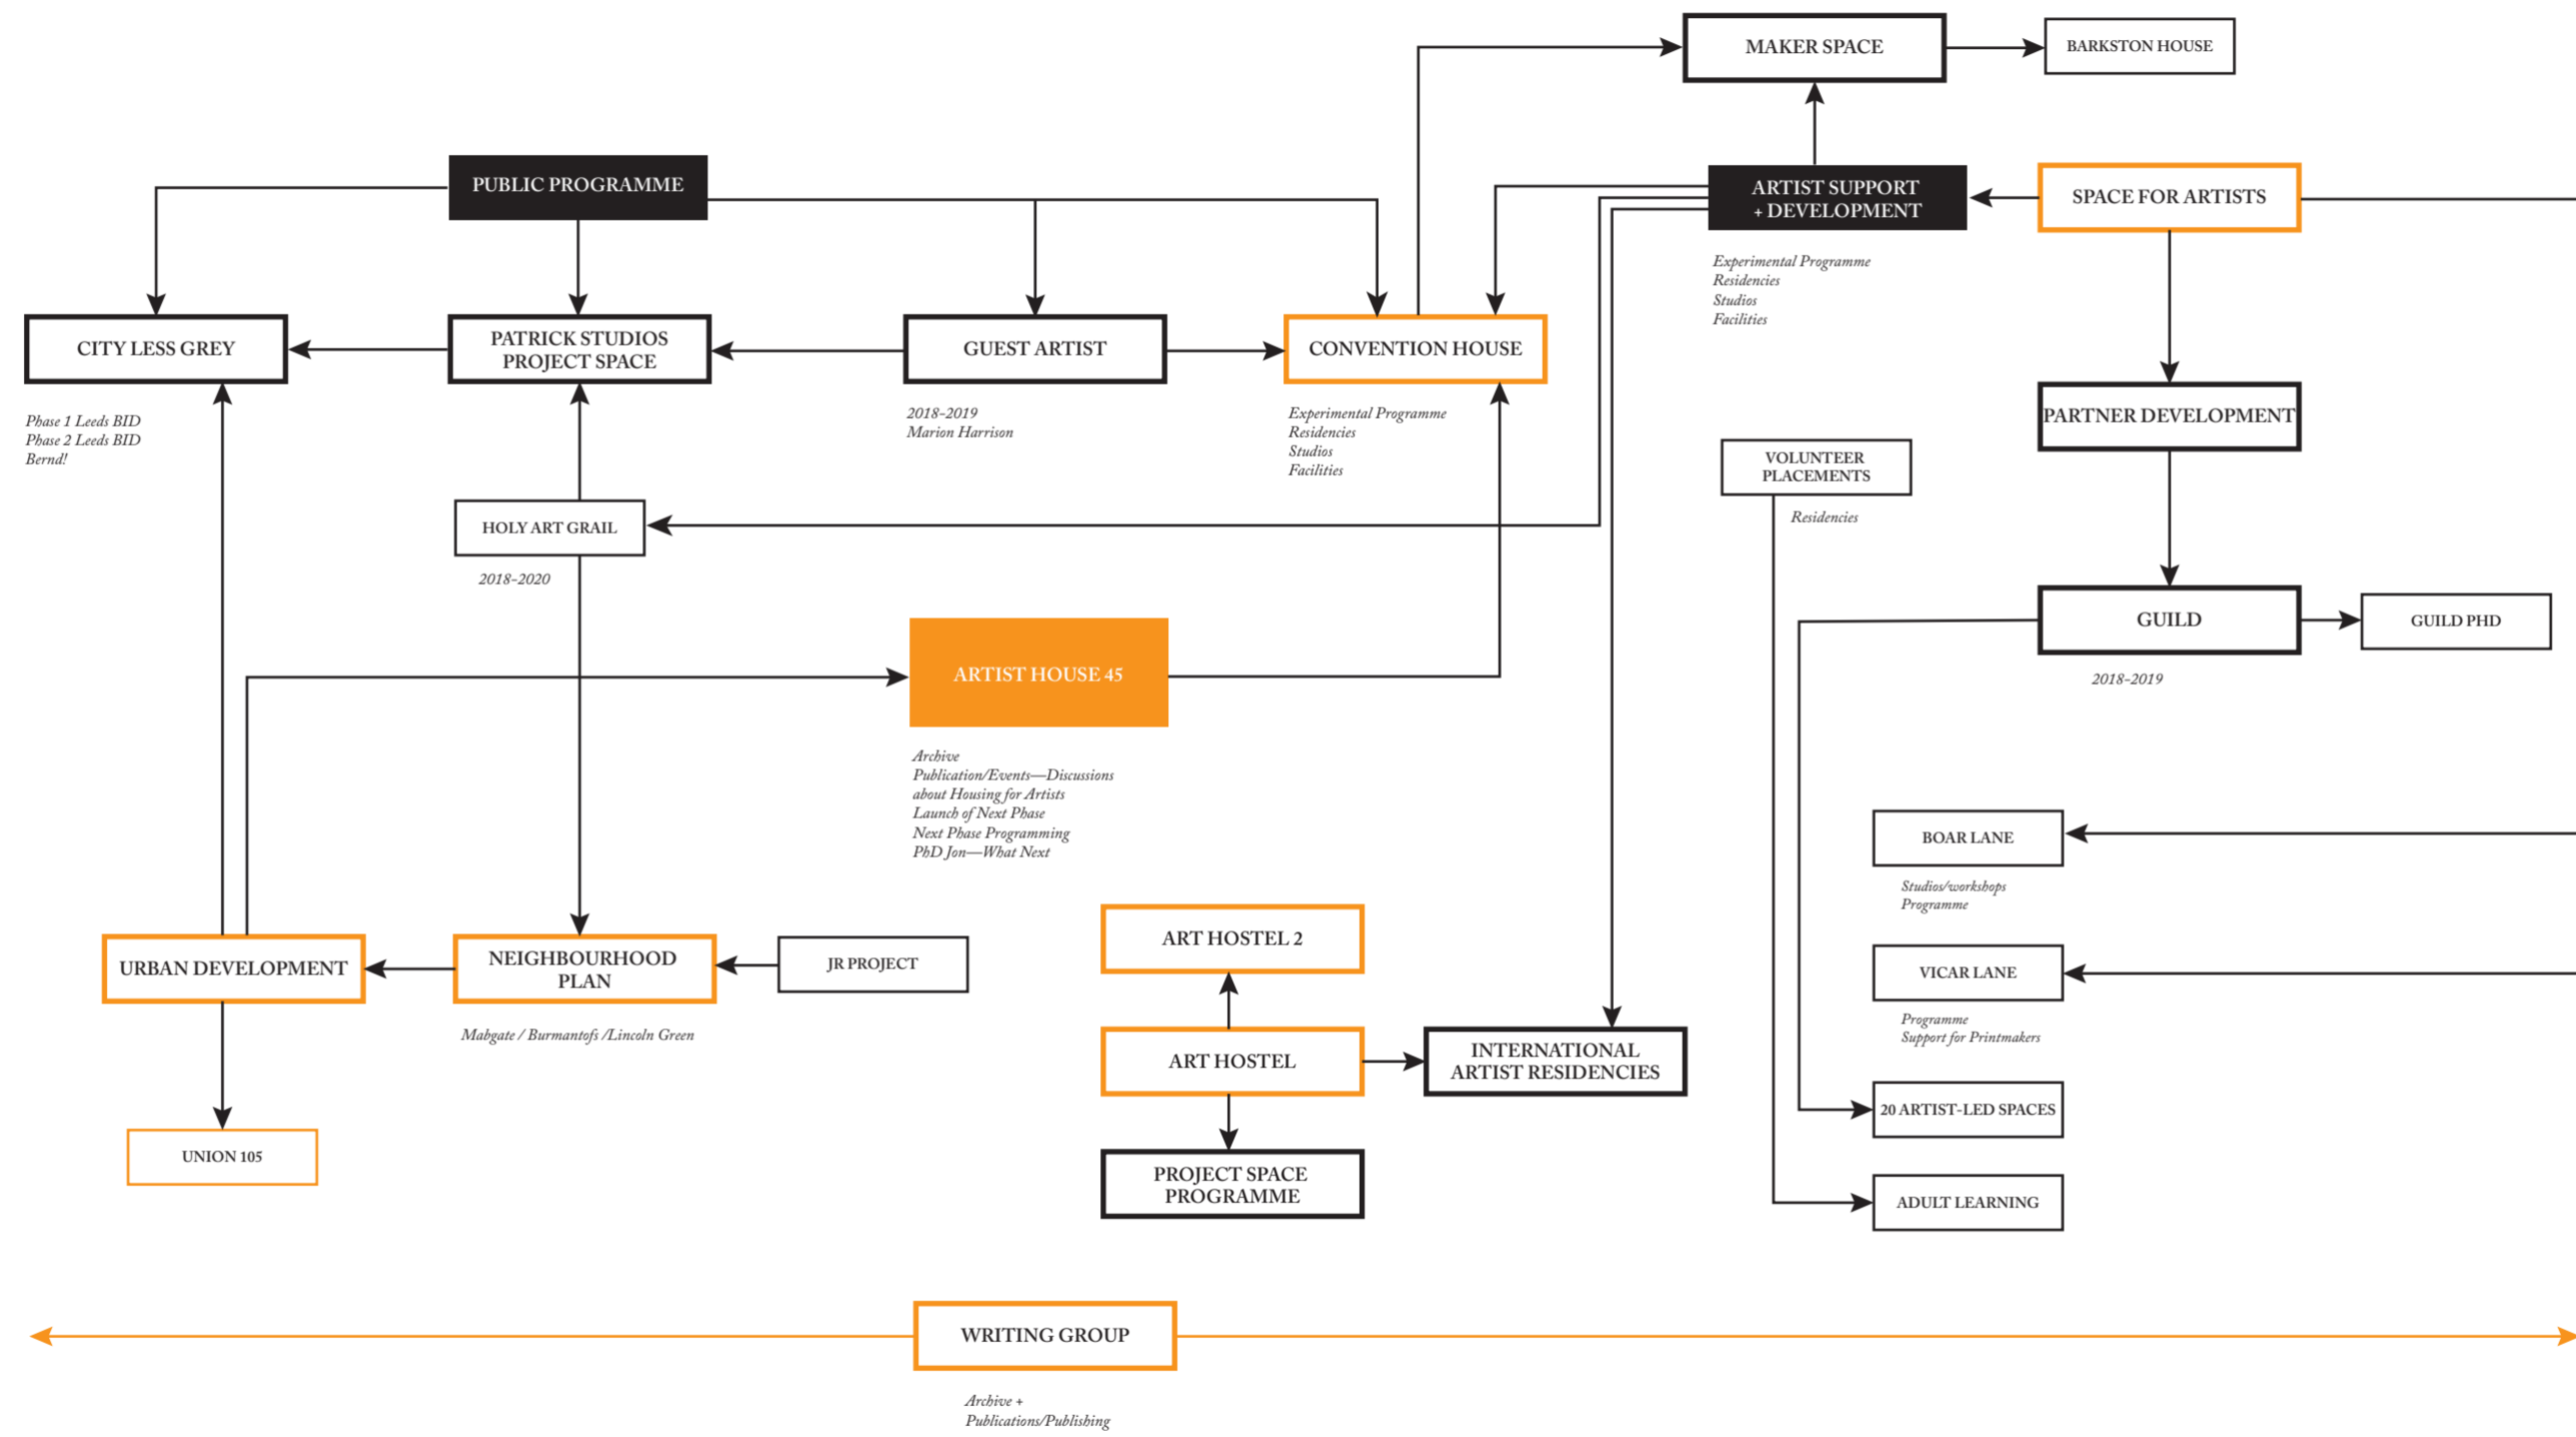 MAKER SPACE
BARKSTON HOUSE
PUBLIC PROGRAMME
ARTIST SUPPORT
+ DEVELOPMENT
SPACE FOR ARTISTS
Experimental Programme
Residencies
Studios
Facilities
CITY LESS GREY
PATRICK STUDIOS
PROJECT SPACE
GUEST ARTIST
CONVENTION HOUSE
Phase 1 Leeds BID
Phase 2 Leeds BID
Bernd!
2018-2019
Marion Harrison
Experimental Programme
Residencies
Studios
Facilities
PARTNER DEVELOPMENT
VOLUNTEER
PLACEMENTS
Residencies
HOLY ART GRAIL
2018-2020
GUILD
GUILD PHD
2018-2019
ARTIST HOUSE 45
Archive
Publication/Events—Discussions
about Housing for Artists
Launch of Next Phase
Next Phase Programming
PhD Jon—What Next
BOAR LANE
Studios/workshops
Programme
URBAN DEVELOPMENT
NEIGHBOURHOOD
PLAN
JR PROJECT
ART HOSTEL 2
VICAR LANE
Programme
Support for Printmakers
Mabgate / Burmantofs /Lincoln Green
ART HOSTEL
INTERNATIONAL
ARTIST RESIDENCIES
20 ARTIST-LED SPACES
UNION 105
PROJECT SPACE
PROGRAMME
ADULT LEARNING
WRITING GROUP
Archive +
Publications/Publishing